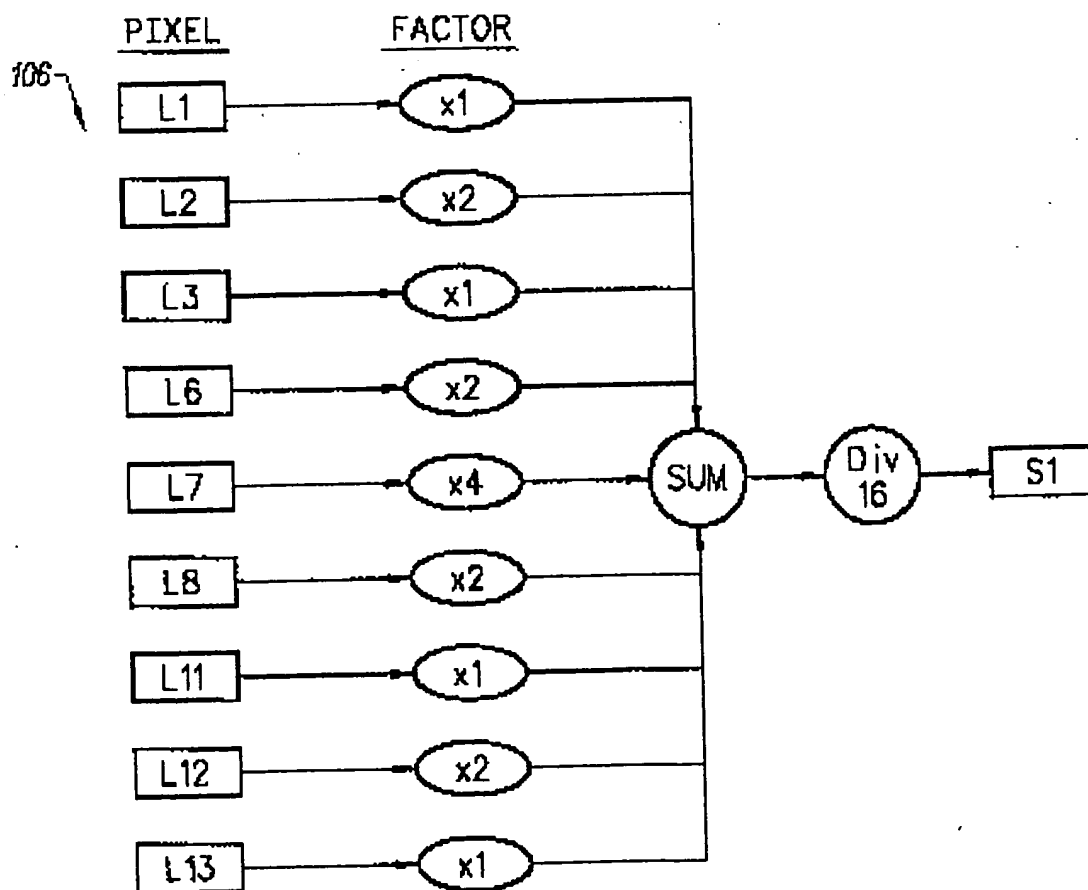 PIXEL FACTOR
106
L1 x1
L2 x2
L3 x1
L6 x2
L7 x4 SUM Div 16 S1
L8 x2
L11 x1
L12 x2
L13 x1